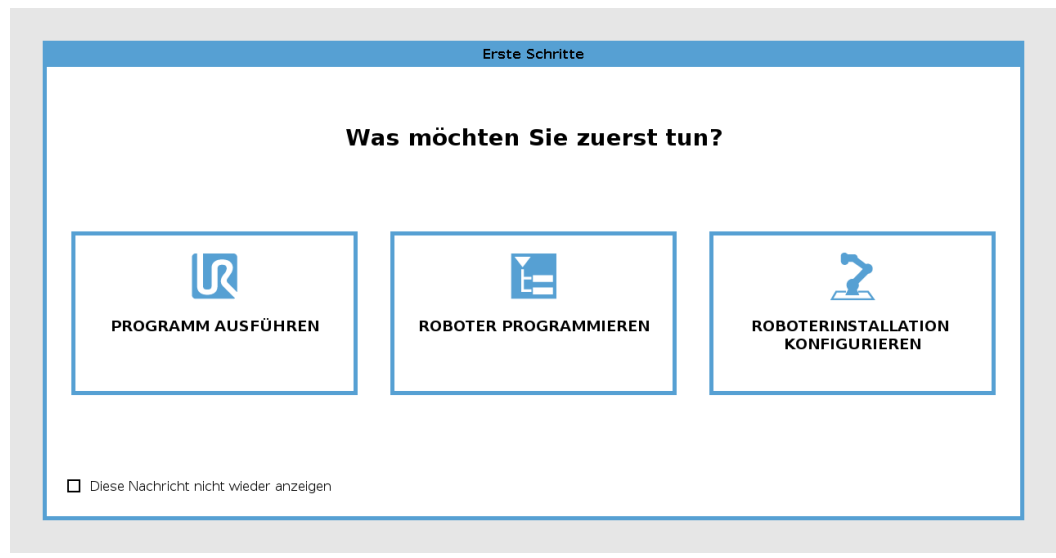 Erste Schritte
Was möchten Sie zuerst tun?
PROGRAMM AUSFÜHREN
ROBOTER PROGRAMMIEREN
ROBOTERINSTALLATION
KONFIGURIEREN
Diese Nachricht nicht wieder anzeigen